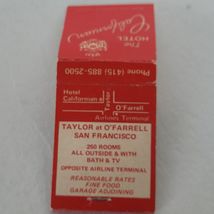 The
HOTEL
Californian
Phone (415) 885-2500
Hotel
Californian
Taylor
O'Farrell
Airlines Terminal
TAYLOR at O'FARRELL
SAN FRANCISCO
250 ROOMS
ALL OUTSIDE & WITH
BATH & TV
OPPOSITE AIRLINE TERMINAL
REASONABLE RATES
FINE FOOD
GARAGE ADJOINING